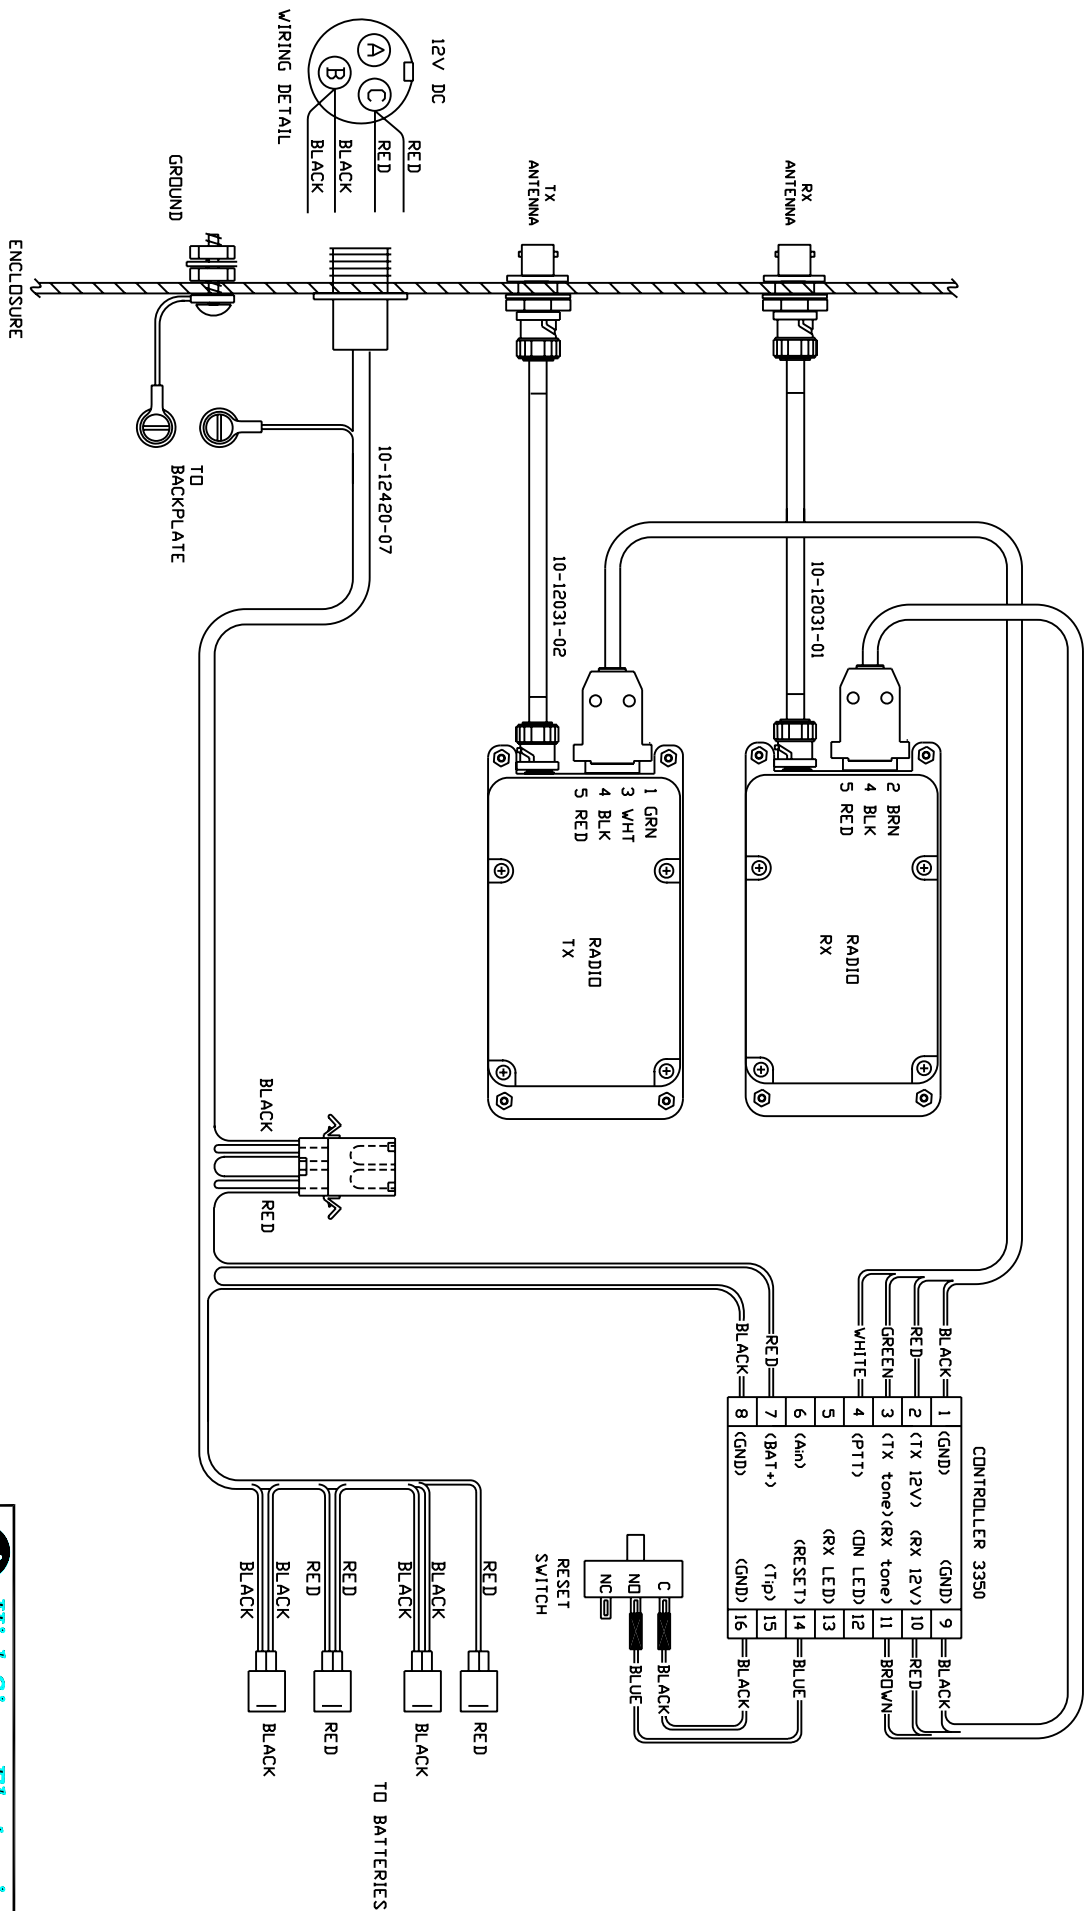 12V DC
A
C
B
RED
RED
BLACK
BLACK
WIRING DETAIL
GROUND
ENCLOSURE
TX
ANTENNA
RX
ANTENNA
TO
BACKPLATE
10-12420-07
10-12031-02
10-12031-01
2 BRN
4 BLK
5 RED
RADIO
RX
1 GRN
3 WHT
4 BLK
5 RED
RADIO
TX
BLACK
RED
BLACK
RED
GREEN
WHITE
RED
BLACK
CONTROLLER 3350
1 (GND) (GND) 9
2 (TX 12V) (RX 12V) 10
3 (TX tone) (RX tone) 11
4 (PTT) (ON LED) 12
5 (RX LED) 13
6 (Ain) (RESET) 14
7 (BAT+) (Tip) 15
8 (GND) (GND) 16
BLACK
RED
BROWN
BLUE
BLACK
BLACK
BLUE
C
NO
NC
RESET
SWITCH
RED
BLACK
BLACK
RED
RED
BLACK
BLACK
RED
BLACK
RED
BLACK
TO BATTERIES